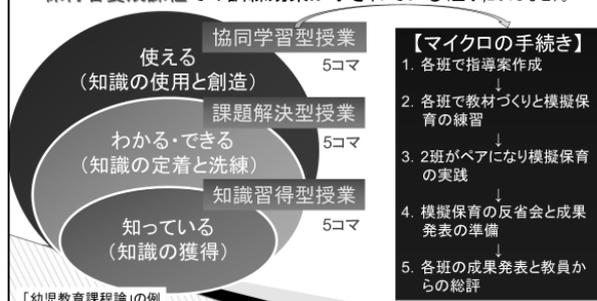 協同学習型授業
5コマ
使える
(知識の使用と創造)
課題解決型授業
5コマ
わかる・できる
(知識の定着と洗練)
知識習得型授業
5コマ
知っている
(知識の獲得)
「幼児教育課程論」の例
【マイクロの手続き】
1. 各班で指導案作成
↓
2. 各班で教材づくりと模擬保
育の練習
↓
3. 2班がペアになり模擬保育
の実践
↓
4. 模擬保育の反省会と成果
発表の準備
↓
5. 各班の成果発表と教員か
らの総評